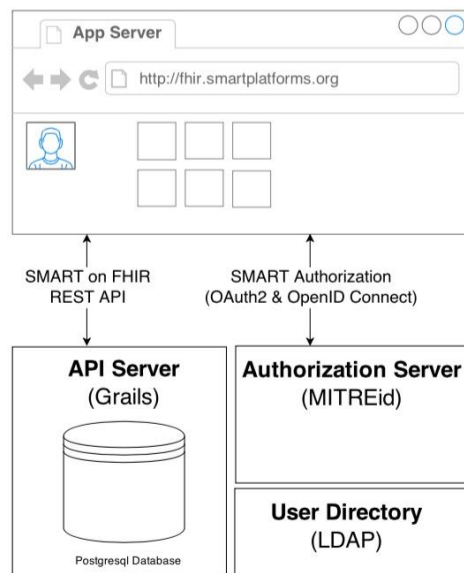 App Server
http://fhir.smartplatforms.org
SMART on FHIR
REST API
SMART Authorization
(OAuth2 & OpenID Connect)
API Server
(Grails)
Postgresql Database
Authorization Server
(MITREid)
User Directory
(LDAP)